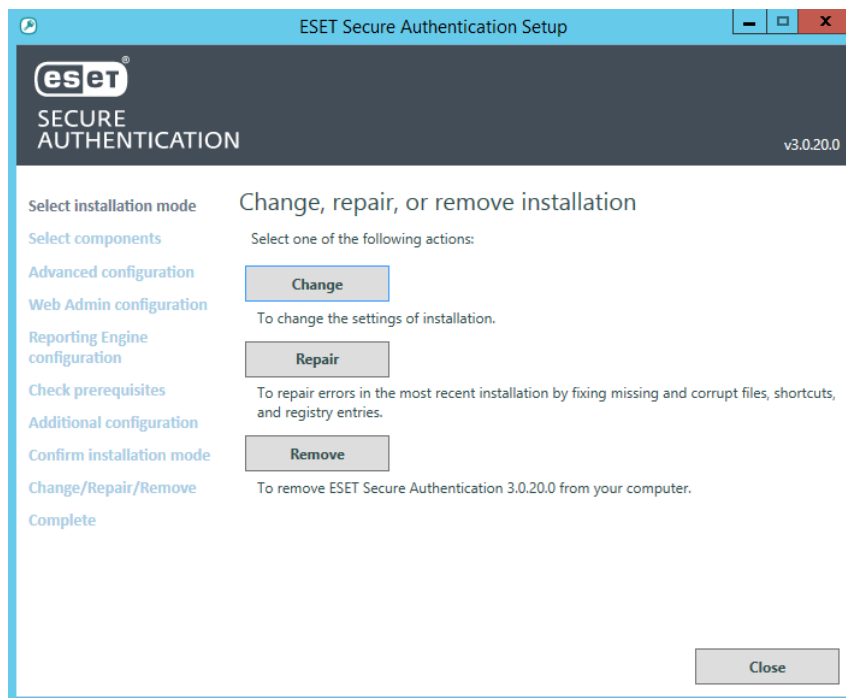 ESET Secure Authentication Setup
eset®
SECURE
AUTHENTICATION
v3.0.20.0
Select installation mode
Select components
Advanced configuration
Web Admin configuration
Reporting Engine
configuration
Check prerequisites
Additional configuration
Confirm installation mode
Change/Repair/Remove
Complete
Change, repair, or remove installation
Select one of the following actions:
Change
To change the settings of installation.
Repair
To repair errors in the most recent installation by fixing missing and corrupt files, shortcuts,
and registry entries.
Remove
To remove ESET Secure Authentication 3.0.20.0 from your computer.
Close